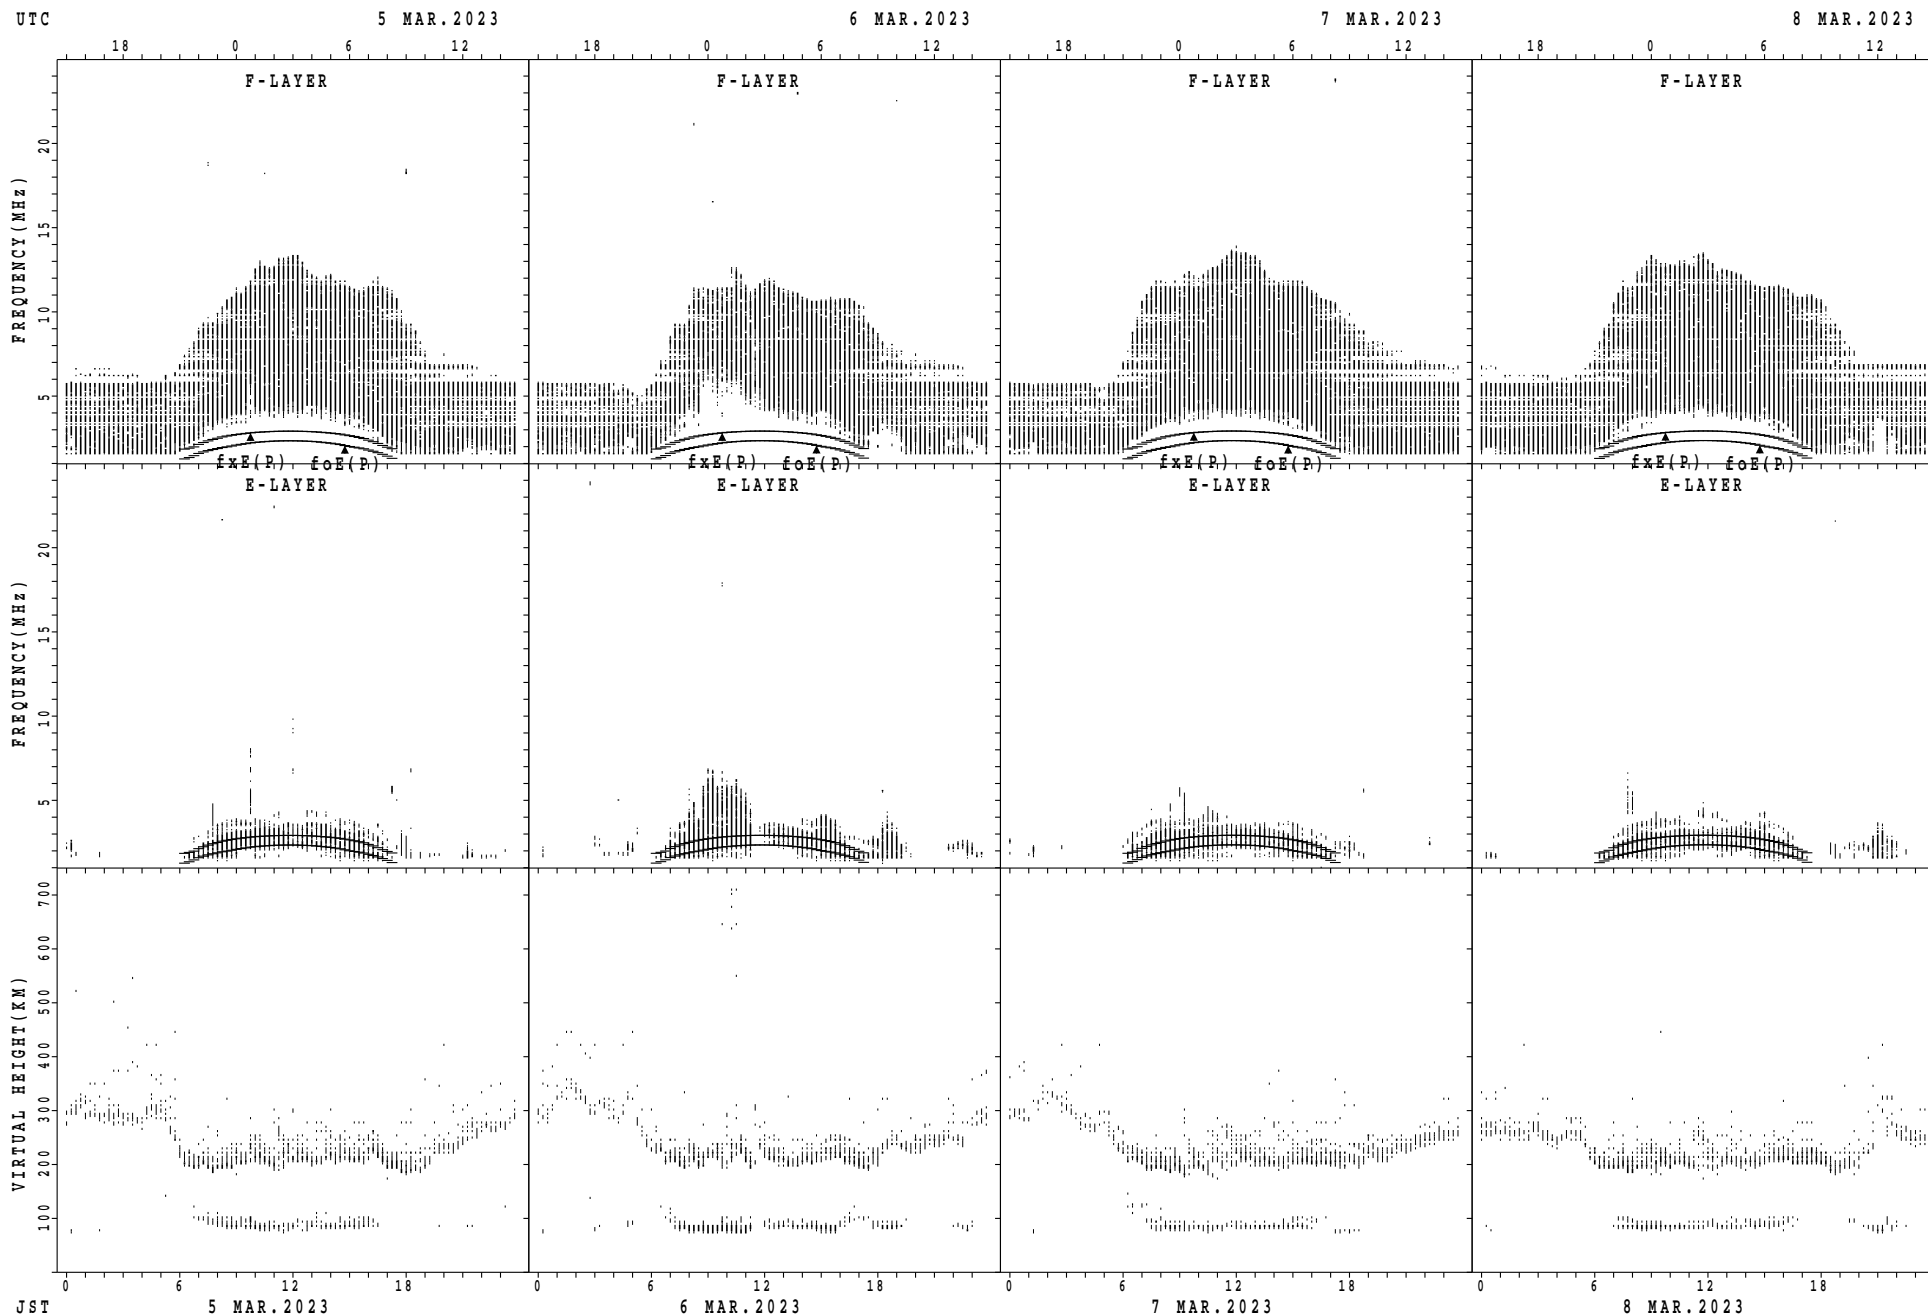 UTC 5 MAR.2023 6 MAR.2023 7 MAR.2023 8 MAR.2023
18 0 6 12 18 0 6 12 18 0 6 12 18 0 6 12
F-LAYER F-LAYER F-LAYER F-LAYER
FREQUENCY(MHz)
20
15
10
5
fxE(P) foE(P) fxE(P) foE(P) fxE(P) foE(P) fxE(P) foE(P)
E-LAYER E-LAYER E-LAYER E-LAYER
FREQUENCY(MHz)
20
15
10
5
VIRTUAL HEIGHT(KM)
700
600
500
400
300
200
100
0 6 12 18 0 6 12 18 0 6 12 18 0 6 12 18
JST 5 MAR.2023 6 MAR.2023 7 MAR.2023 8 MAR.2023